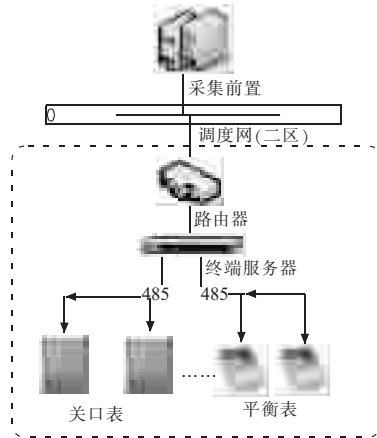 采集前置
调度网(二区)
路由器
终端服务器
485 485
……
关口表 平衡表